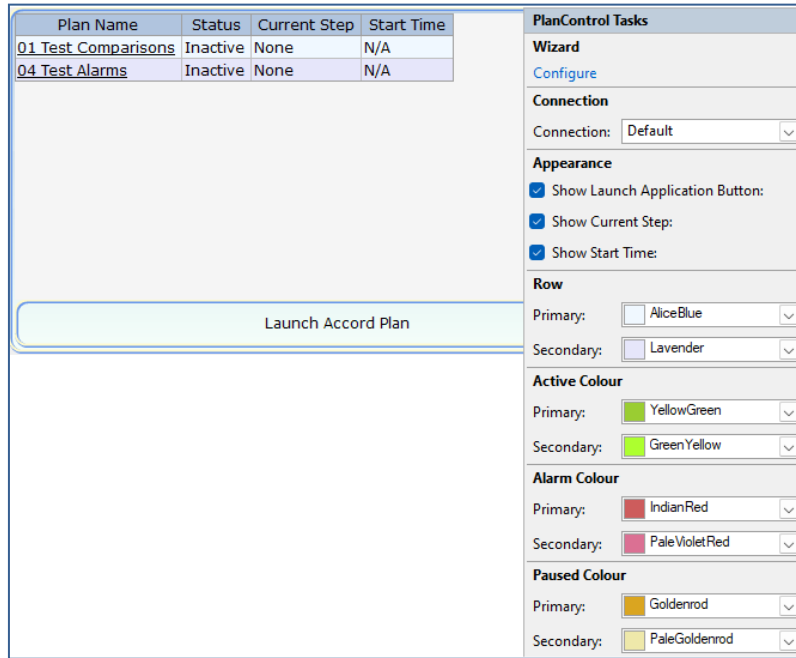 Plan Name Status Current Step Start Time
01 Test Comparisons Inactive None N/A
04 Test Alarms Inactive None N/A
Launch Accord Plan
PlanControl Tasks
Wizard
Configure
Connection
Connection: Default
Appearance
Show Launch Application Button:
Show Current Step:
Show Start Time:
Row
Primary: AliceBlue
Secondary: Lavender
Active Colour
Primary: YellowGreen
Secondary: GreenYellow
Alarm Colour
Primary: IndianRed
Secondary: PaleVioletRed
Paused Colour
Primary: Goldenrod
Secondary: PaleGoldenrod